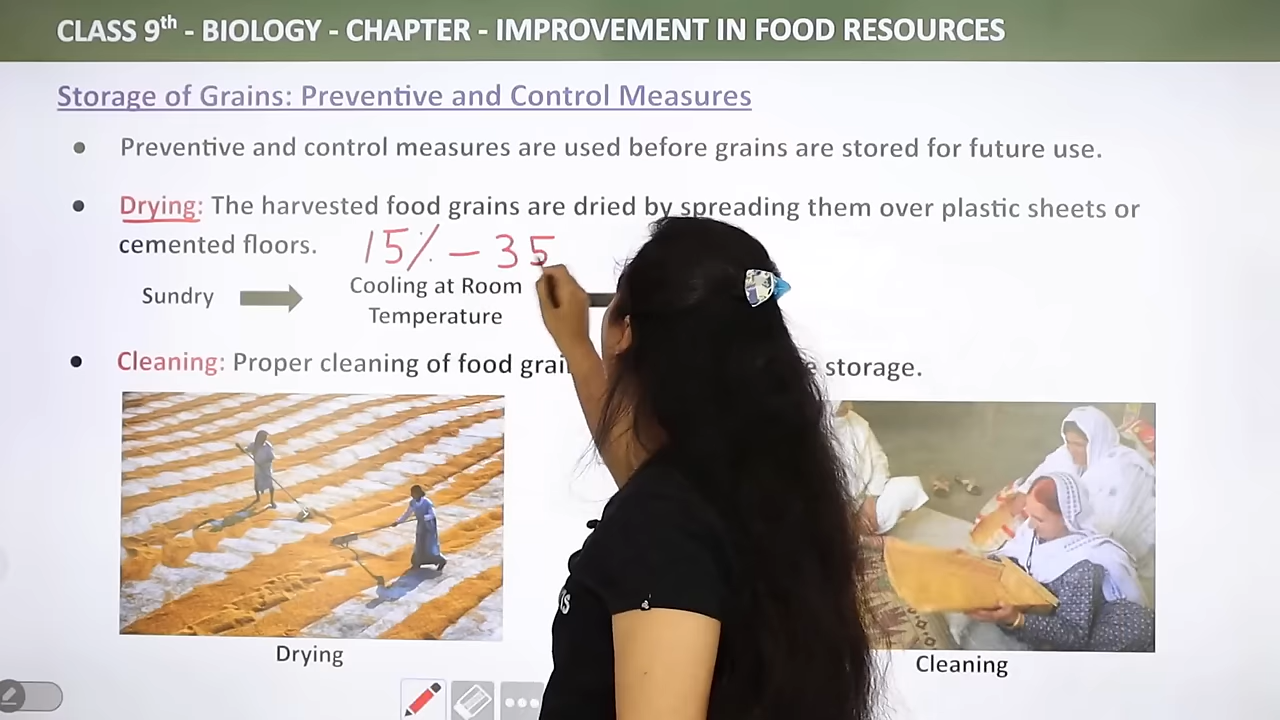 CLASS 9th - BIOLOGY - CHAPTER - IMPROVEMENT IN FOOD RESOURCES
Storage of Grains: Preventive and Control Measures
• Preventive and control measures are used before grains are stored for future use.
• Drying: The harvested food grains are dried by spreading them over plastic sheets or
cemented floors. 15% - 35
Sundry
Cooling at Room
Temperature
• Cleaning: Proper cleaning of food storage.
Drying
Cleaning